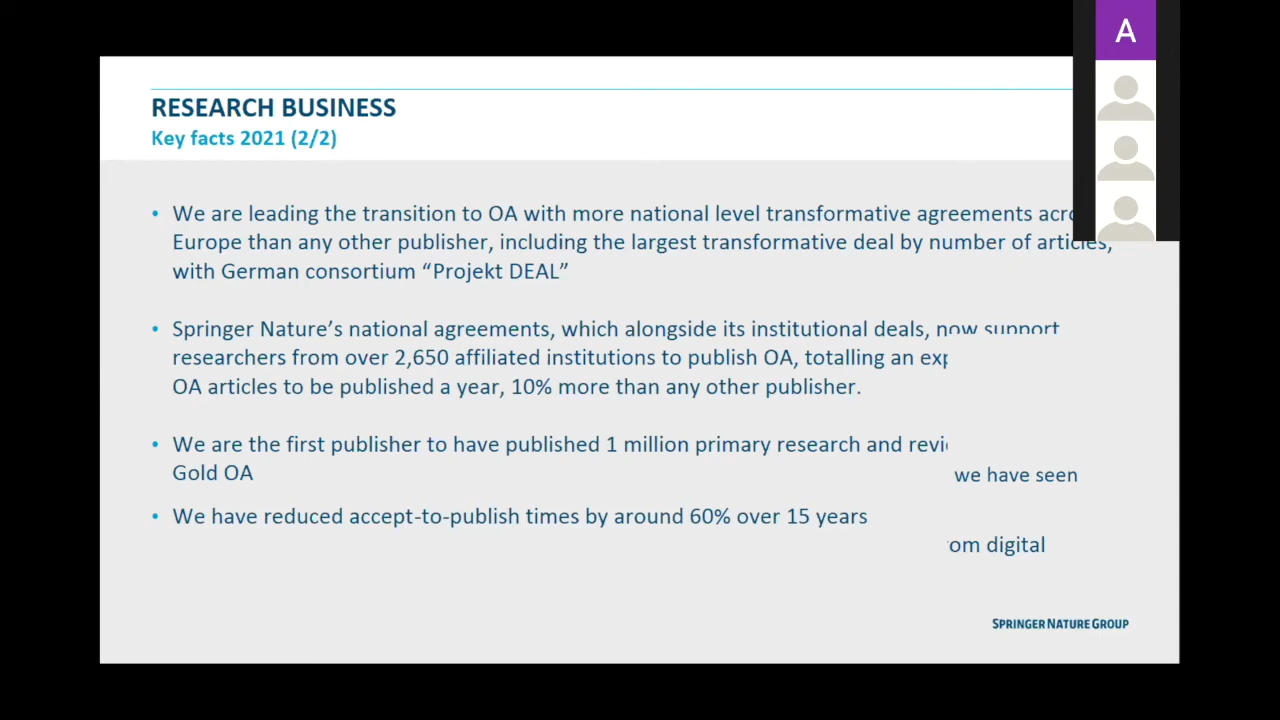 A
RESEARCH BUSINESS
Key facts 2021 (2/2)
• We are leading the transition to OA with more national level transformative agreements
Europe than any other publisher, including the largest transformative deal by number of articles,
with German consortium “Projekt DEAL”
• Springer Nature’s national agreements, which alongside its institutional deals, now support
researchers from over 2,650 affiliated institutions to publish OA, totalling an
OA articles to be published a year, 10% more than any other publisher.
• We are the first publisher to have published 1 million primary research and
Gold OA
we have seen
• We have reduced accept-to-publish times by around 60% over 15 years
digital
SPRINGER NATURE GROUP